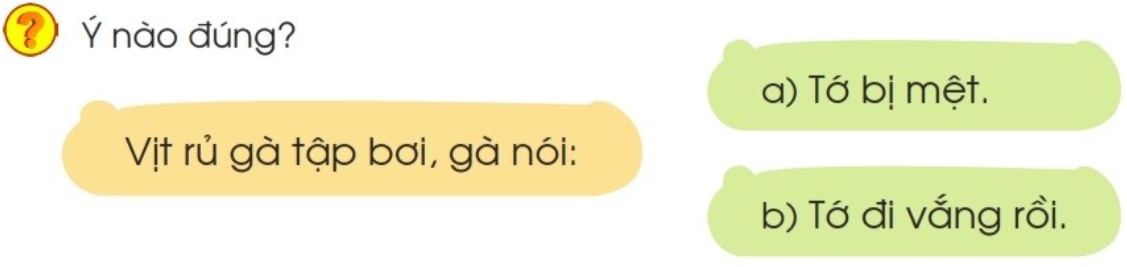 ? Ý nào đúng?
Vịt rủ gà tập bơi, gà nói:
a) Tớ bị mệt.
b) Tớ đi vắng rồi.